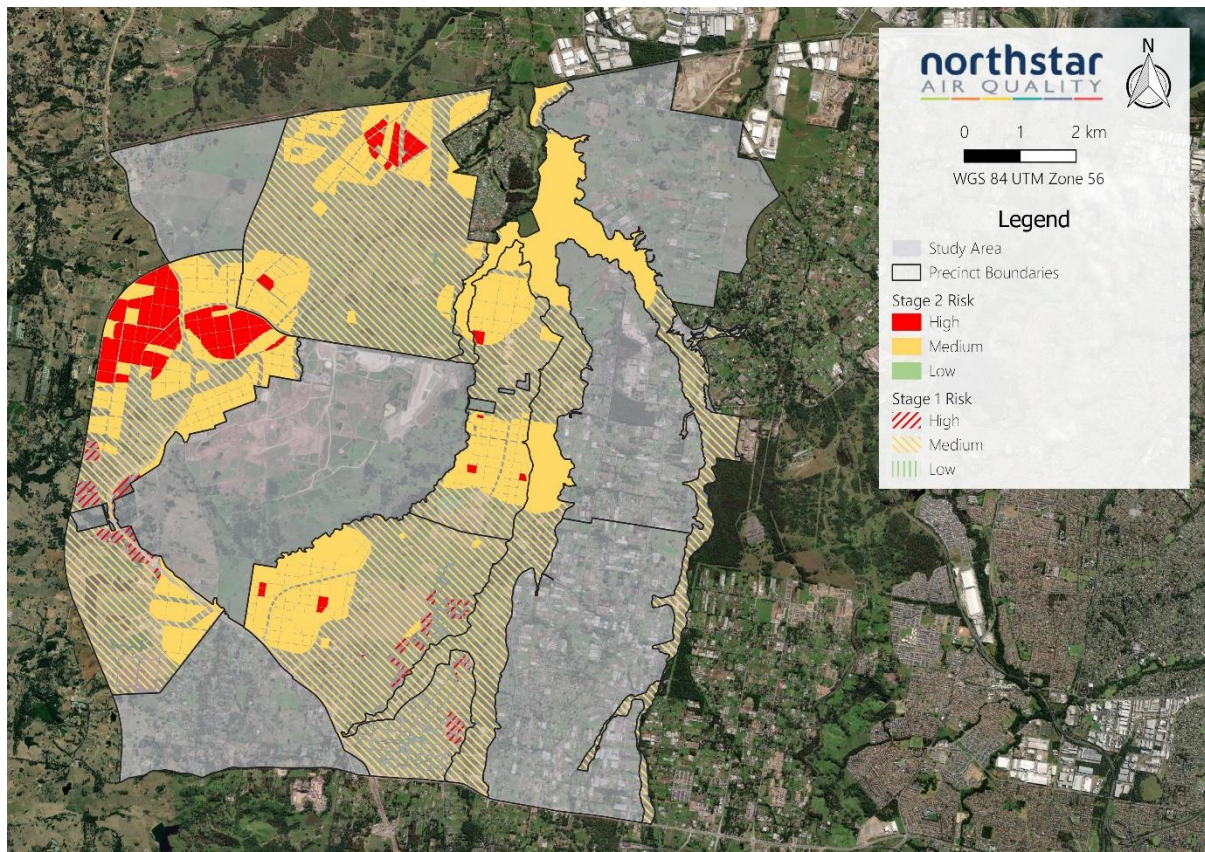 northstar
AIR QUALITY
N
0 1 2 km
WGS 84 UTM Zone 56
Legend
Study Area
Precinct Boundaries
Stage 2 Risk
High
Medium
Low
Stage 1 Risk
High
Medium
Low